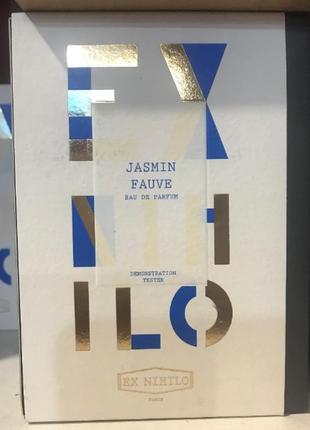 EX
NIHILO
JASMIN
FAUVE
EAU DE PARFUM
DEMONSTRATION
TESTER
EX NIHILO
PARIS